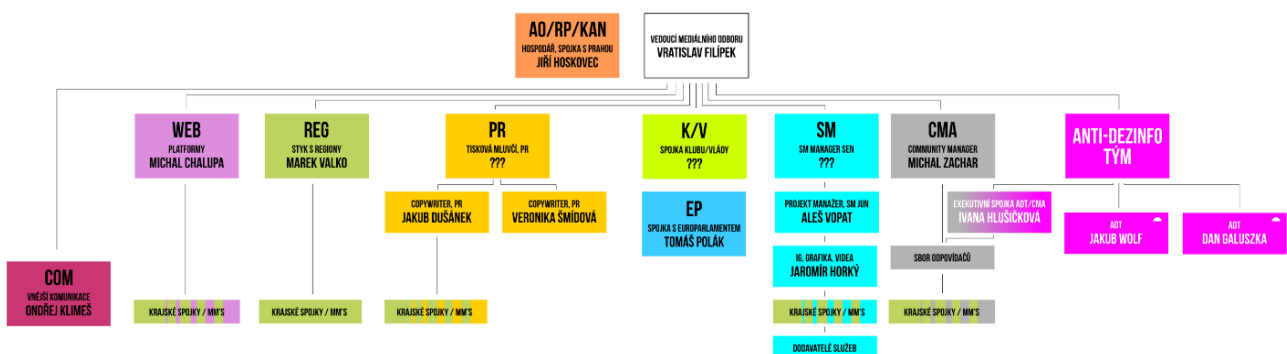 AO/RP/KAN
HOSPODÁŘ, SPOJKA S PRAHOU
JIŘÍ HOSKOVEC
VEDOUCÍ MEDIÁLNÍHO ODBORU
VRATISLAV FILÍPEK
WEB
PLATFORMY
MICHAL CHALUPA
REG
STYK S REGIONY
MAREK VALKO
PR
TISKOVÁ MLUVČÍ, PR
???
K/V
SPOJKA KLUBU/VLÁDY
???
SM
SM MANAGER SEN
???
CMA
COMMUNITY MANAGER
MICHAL ZACHAR
ANTI-DEZINFO
TÝM
COPYWRITER, PR
JAKUB DUŠÁNEK
COPYWRITER, PR
VERONIKA ŠMÍDOVÁ
EP
SPOJKA S EUROPARLAMENTEM
TOMÁŠ POLÁK
PROJEKT MANAŽER, SM JUN
ALEŠ VOPAT
EXEKUTIVNÍ SPOJKA ADT/CMA
IVANA HLUŠIČKOVÁ
ADT
JAKUB WOLF
ADT
DAN GALUSZKA
IG, GRAFIKA, VIDEA
JAROMÍR HORKÝ
SBOR ODPOVÍDAČŮ
COM
VNĚJŠÍ KOMUNIKACE
ONDŘEJ KLIMEŠ
KRAJSKÉ SPOJKY / MM'S
KRAJSKÉ SPOJKY / MM'S
KRAJSKÉ SPOJKY / MM'S
KRAJSKÉ SPOJKY / MM'S
KRAJSKÉ SPOJKY / MM'S
DODAVATELÉ SLUŽEB